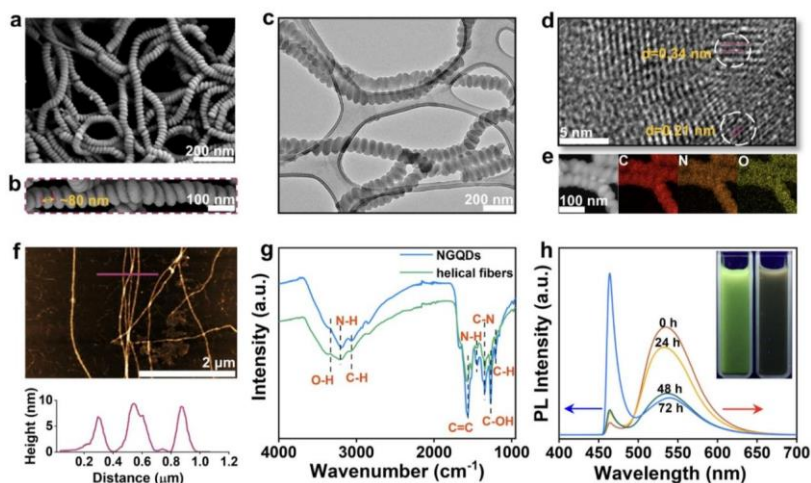 a
200 nm
b
~80 nm
100 nm
c
200 nm
d
d=0.34 nm
d=0.21 nm
5 nm
e
C
N
O
100 nm
f
2 μm
Height (nm)
10
5
0
0.2 0.4 0.6 0.8 1.0 1.2
Distance (μm)
g
NGQDs
helical fibers
N-H
O-H
C-H
C-N
N-H
C-H
C-OH
C=C
Intensity (a.u.)
4000 3000 2000 1000
Wavenumber (cm⁻¹)
h
0 h
24 h
48 h
72 h
PL Intensity (a.u.)
400 450 500 550 600 650 700
Wavelength (nm)